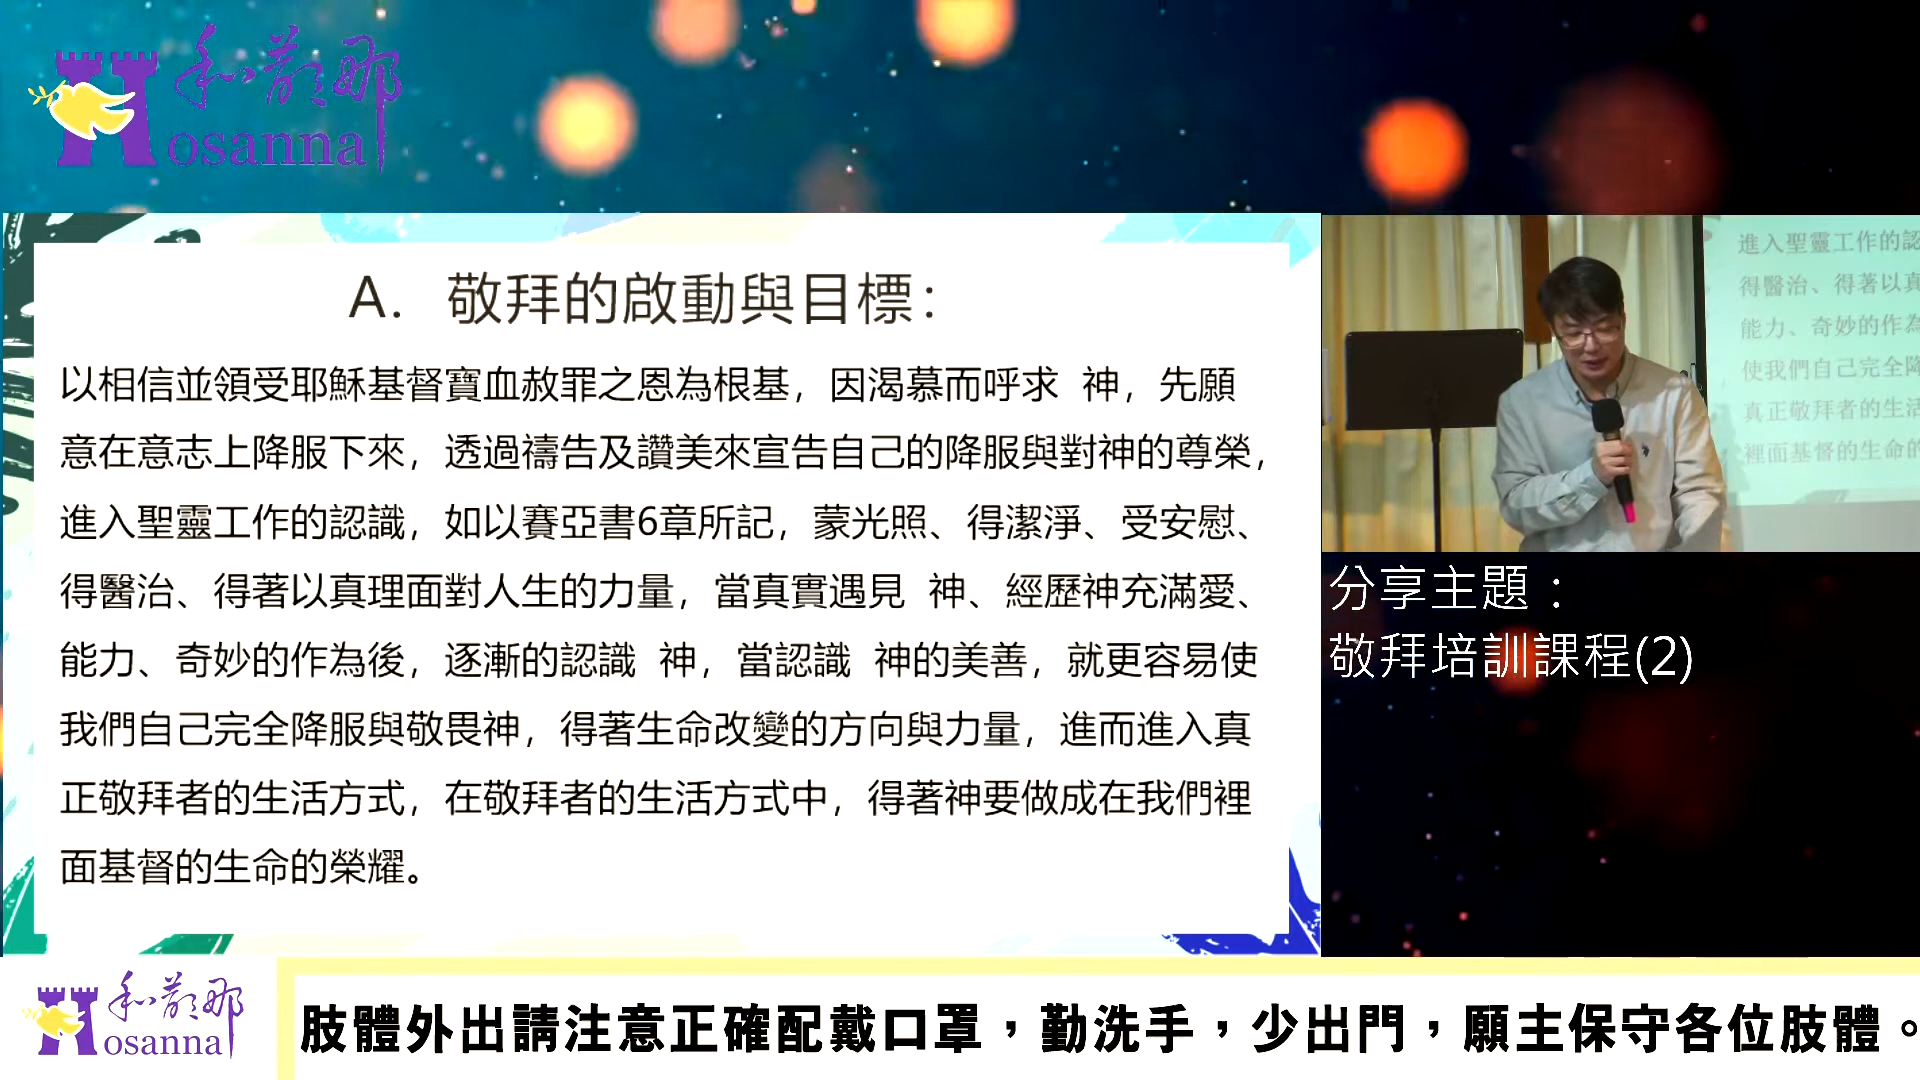 和散那
Hosanna
A. 敬拜的啟動與目標：
以相信並領受耶穌基督寶血赦罪之恩為根基，因渴慕而呼求 神，先願
意在意志上降服下來，透過禱告及讚美來宣告自己的降服與對神的尊榮，
進入聖靈工作的認識，如以賽亞書6章所記，蒙光照、得潔淨、受安慰、
得醫治、得著以真理面對人生的力量，當真實遇見 神、經歷神充滿愛、
能力、奇妙的作為後，逐漸的認識 神，當認識 神的美善，就更容易使
我們自己完全降服與敬畏神，得著生命改變的方向與力量，進而進入真
正敬拜者的生活方式，在敬拜者的生活方式中，得著神要做成在我們裡
面基督的生命的榮耀。
進入聖靈工作的認
得醫治、得著以真
能力、奇妙的作為
使我們自己完全降
真正敬拜者的生活
裡面基督的生命的
分享主題：
敬拜培訓課程(2)
和散那
Hosanna
肢體外出請注意正確配戴口罩，勤洗手，少出門，願主保守各位肢體。